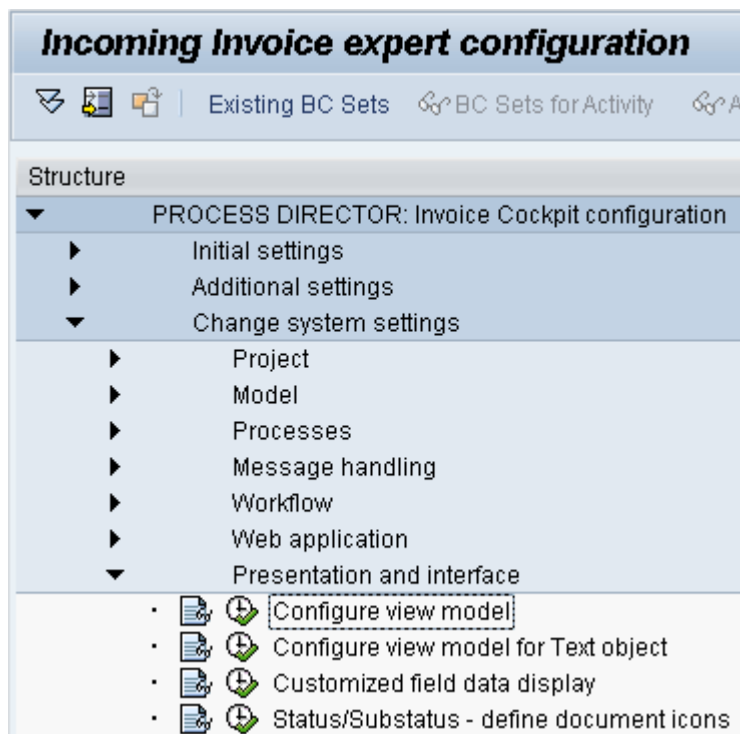 Incoming Invoice expert configuration
Existing BC Sets BC Sets for Activity A
Structure
PROCESS DIRECTOR: Invoice Cockpit configuration
Initial settings
Additional settings
Change system settings
Project
Model
Processes
Message handling
Workflow
Web application
Presentation and interface
Configure view model
Configure view model for Text object
Customized field data display
Status/Substatus - define document icons